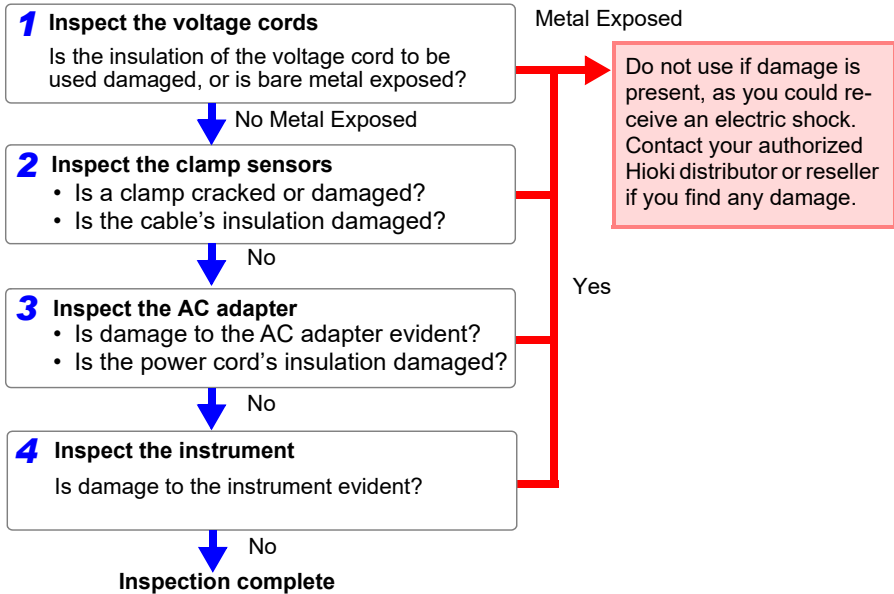 1 Inspect the voltage cords
Is the insulation of the voltage cord to be
used damaged, or is bare metal exposed?
Metal Exposed
Do not use if damage is
present, as you could re-
ceive an electric shock.
Contact your authorized
Hioki distributor or reseller
if you find any damage.
No Metal Exposed
2 Inspect the clamp sensors
• Is a clamp cracked or damaged?
• Is the cable's insulation damaged?
No
Yes
3 Inspect the AC adapter
• Is damage to the AC adapter evident?
• Is the power cord's insulation damaged?
No
4 Inspect the instrument
Is damage to the instrument evident?
No
Inspection complete